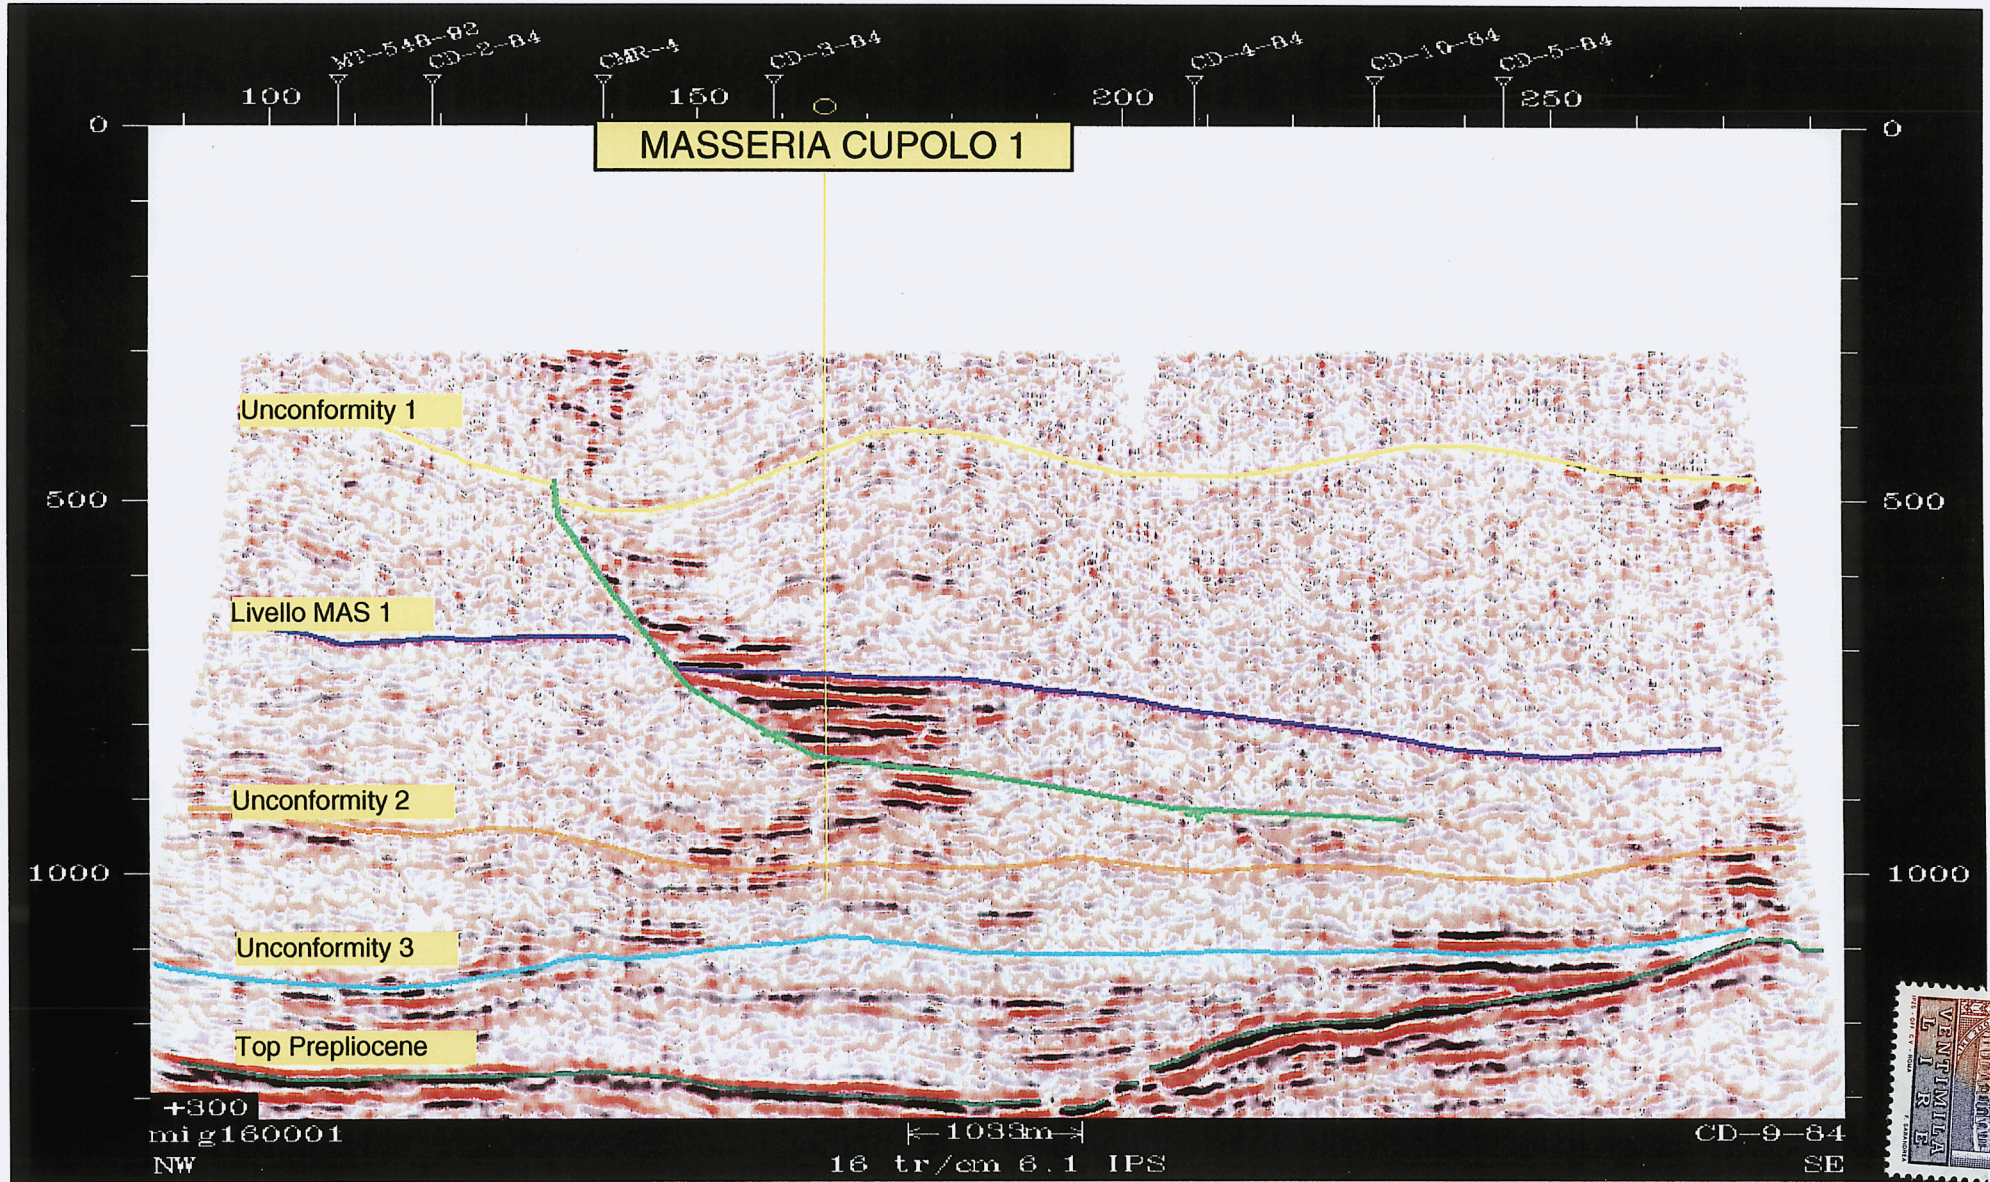 MT-548-92 CD-2-84 CMR-4 CD-3-84 CD-4-84 CD-10-84 CD-5-84
100 150 200 250
0 0
MASSERIA CUPOLO 1
Unconformity 1
500 500
Livello MAS 1
Unconformity 2
1000 1000
Unconformity 3
Top Prepliocene
+300
mig160001 1033m CD-9-84
NW 16 tr/cm 6.1 IPS SE
VENTIMILA
LIRE